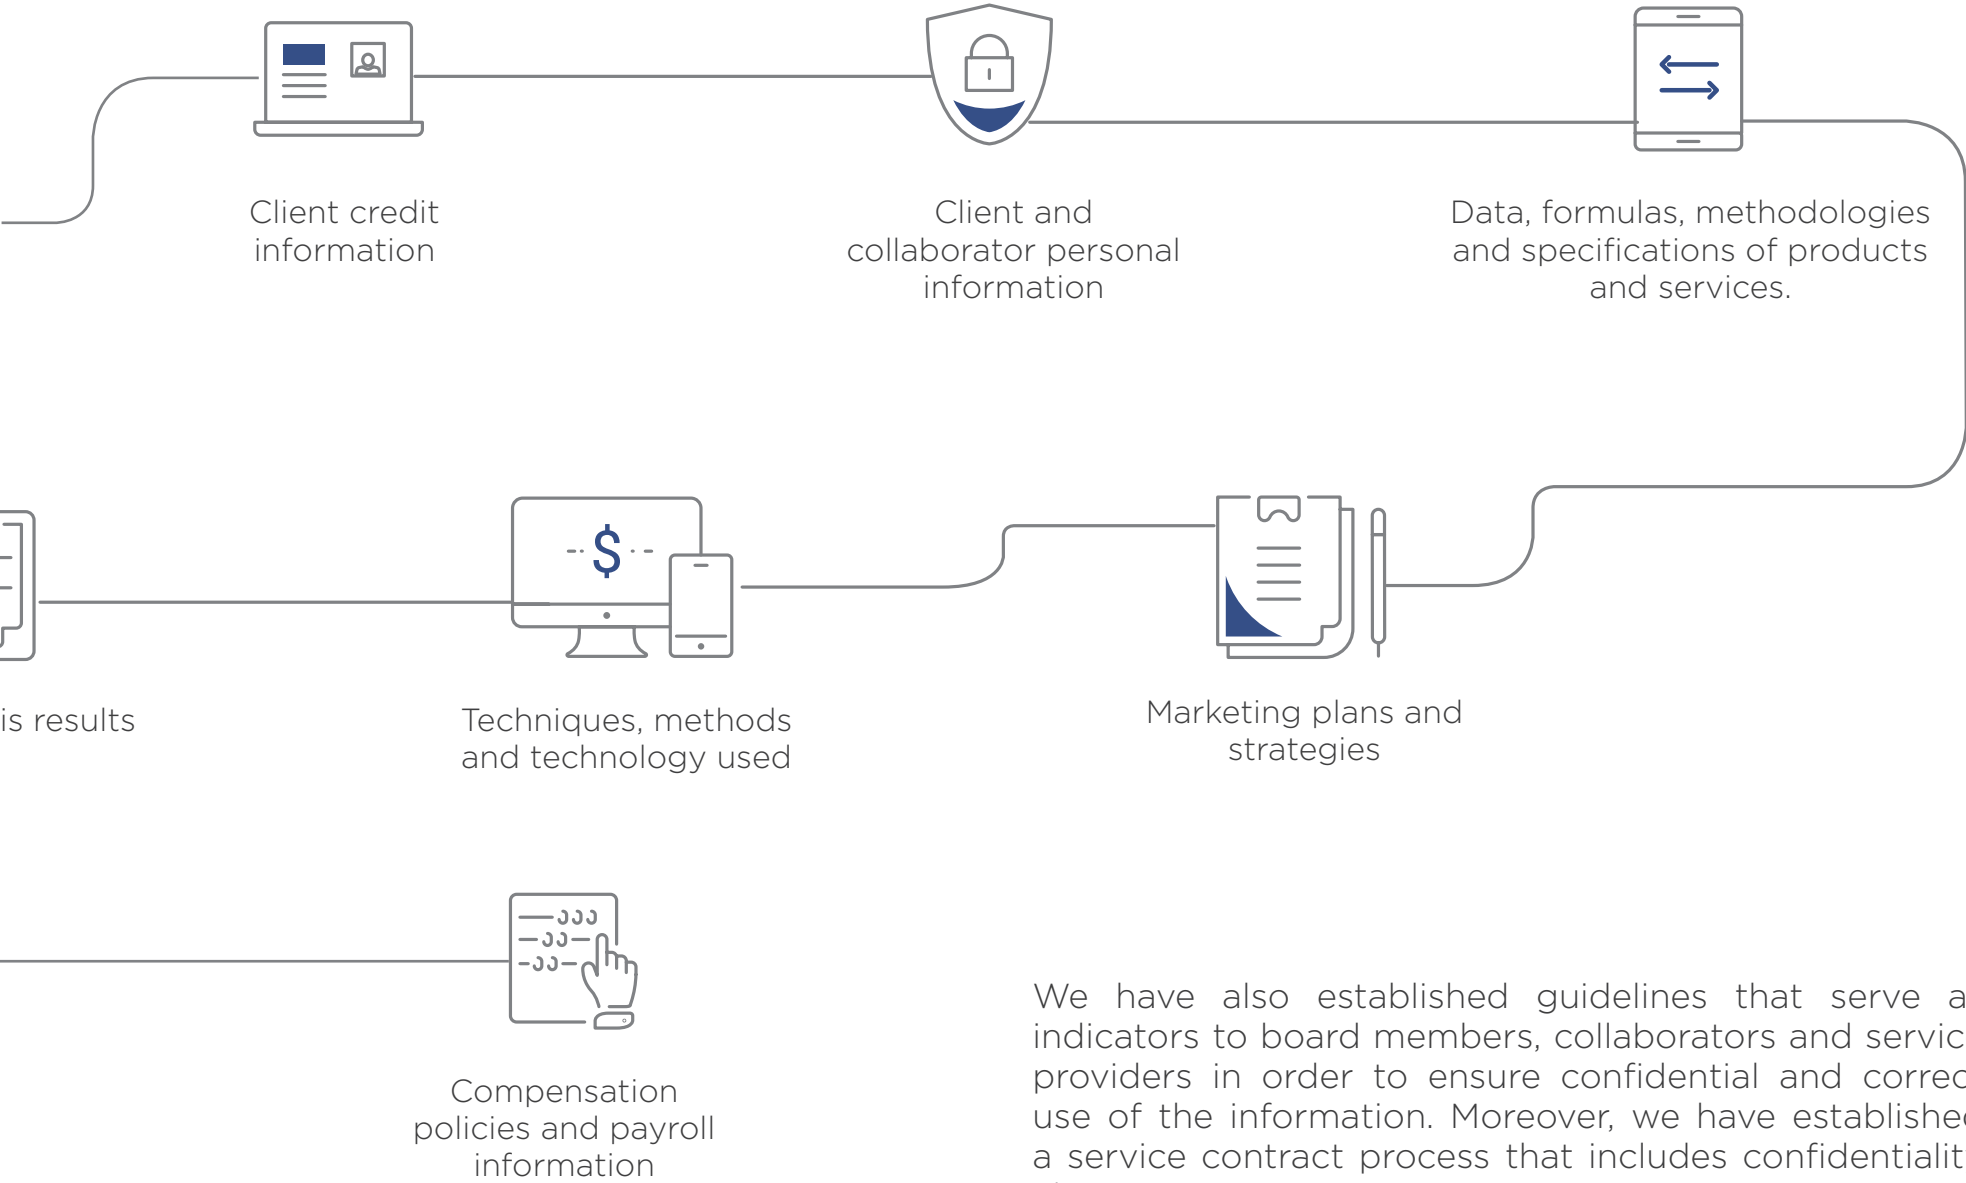 Client credit
information
Client and
collaborator personal
information
Data, formulas, methodologies
and specifications of products
and services.
is results
Techniques, methods
and technology used
Marketing plans and
strategies
$
Compensation
policies and payroll
information
We have also established guidelines that serve a
indicators to board members, collaborators and servic
providers in order to ensure confidential and correc
use of the information. Moreover, we have established
a service contract process that includes confidentialit